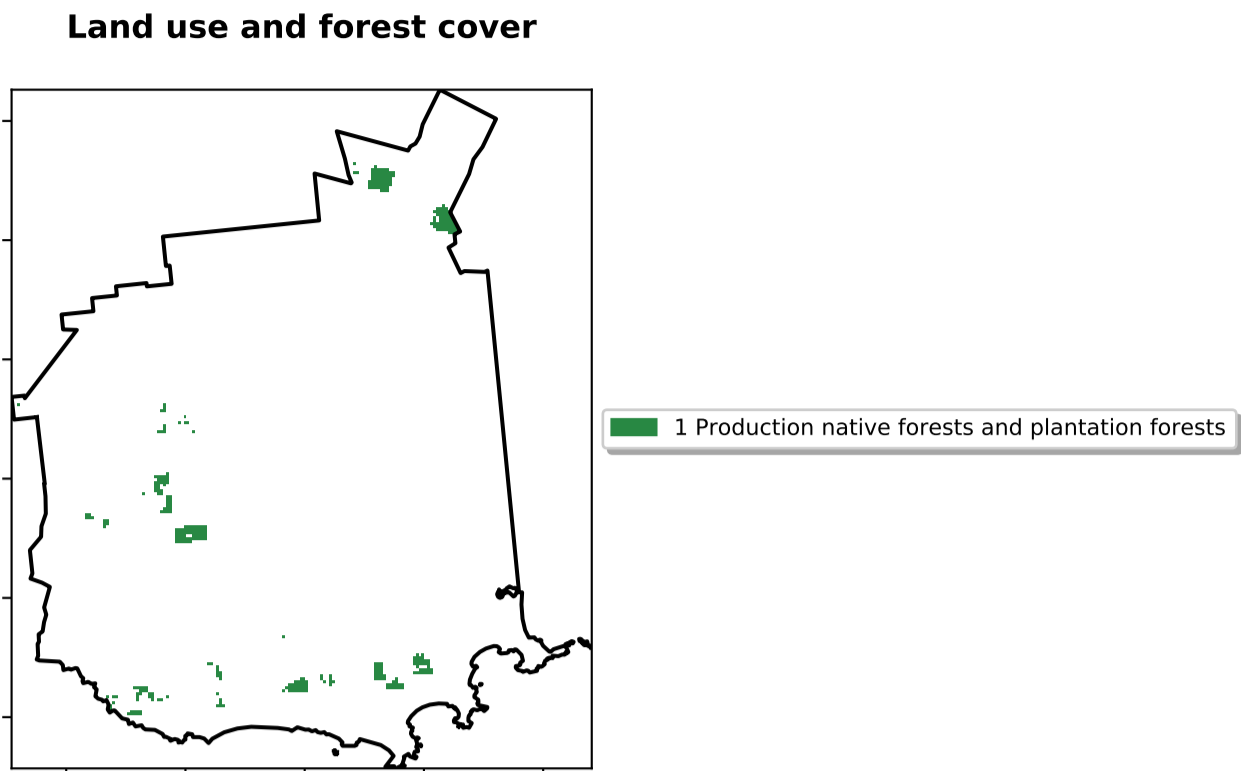 Land use and forest cover
1 Production native forests and plantation forests